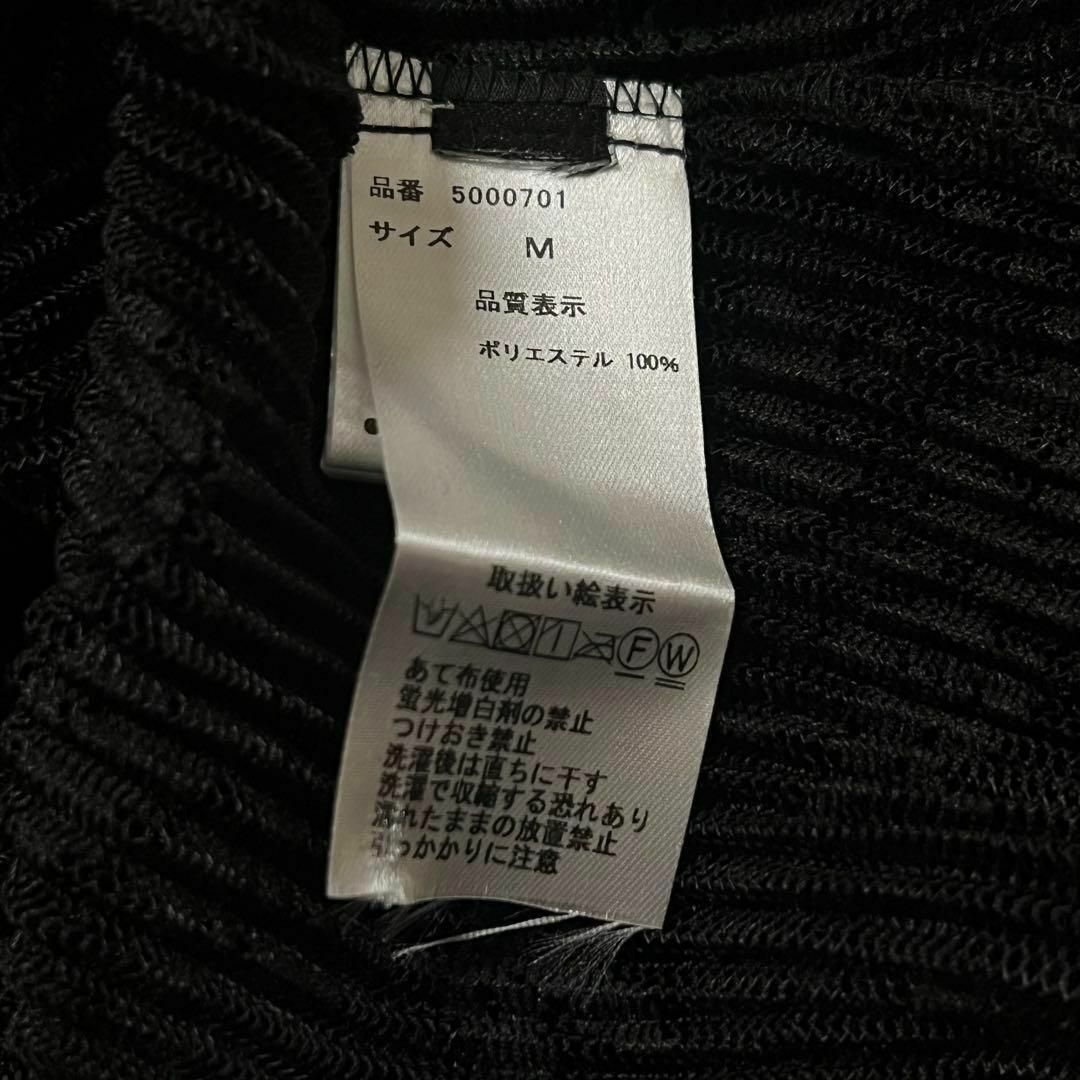 品番 5000701
サイズ M
品質表示
ポリエステル 100%
取扱い絵表示
F W
あて布使用
蛍光増白剤の禁止
つけおき禁止
洗濯後は直ちに干す
洗濯で収縮する恐れあり
濡れたままの放置禁止
引っかかりに注意